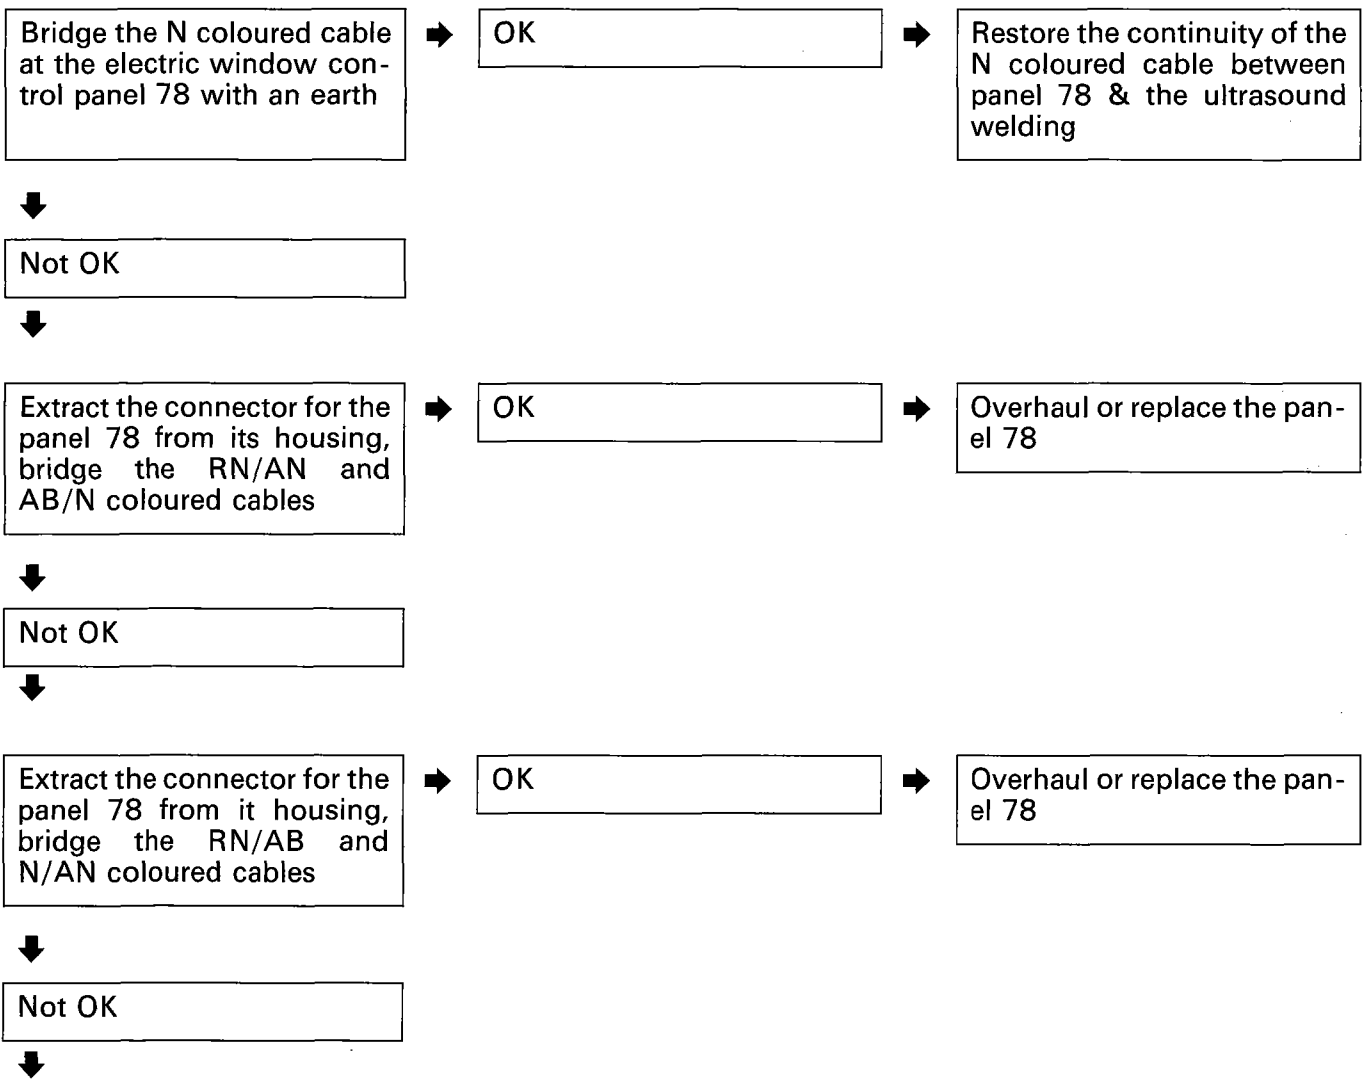 Bridge the N coloured cable
at the electric window con-
trol panel 78 with an earth
OK
Restore the continuity of the
N coloured cable between
panel 78 & the ultrasound
welding
Not OK
Extract the connector for the
panel 78 from its housing,
bridge the RN/AN and
AB/N coloured cables
OK
Overhaul or replace the pan-
el 78
Not OK
Extract the connector for the
panel 78 from it housing,
bridge the RN/AB and
N/AN coloured cables
OK
Overhaul or replace the pan-
el 78
Not OK